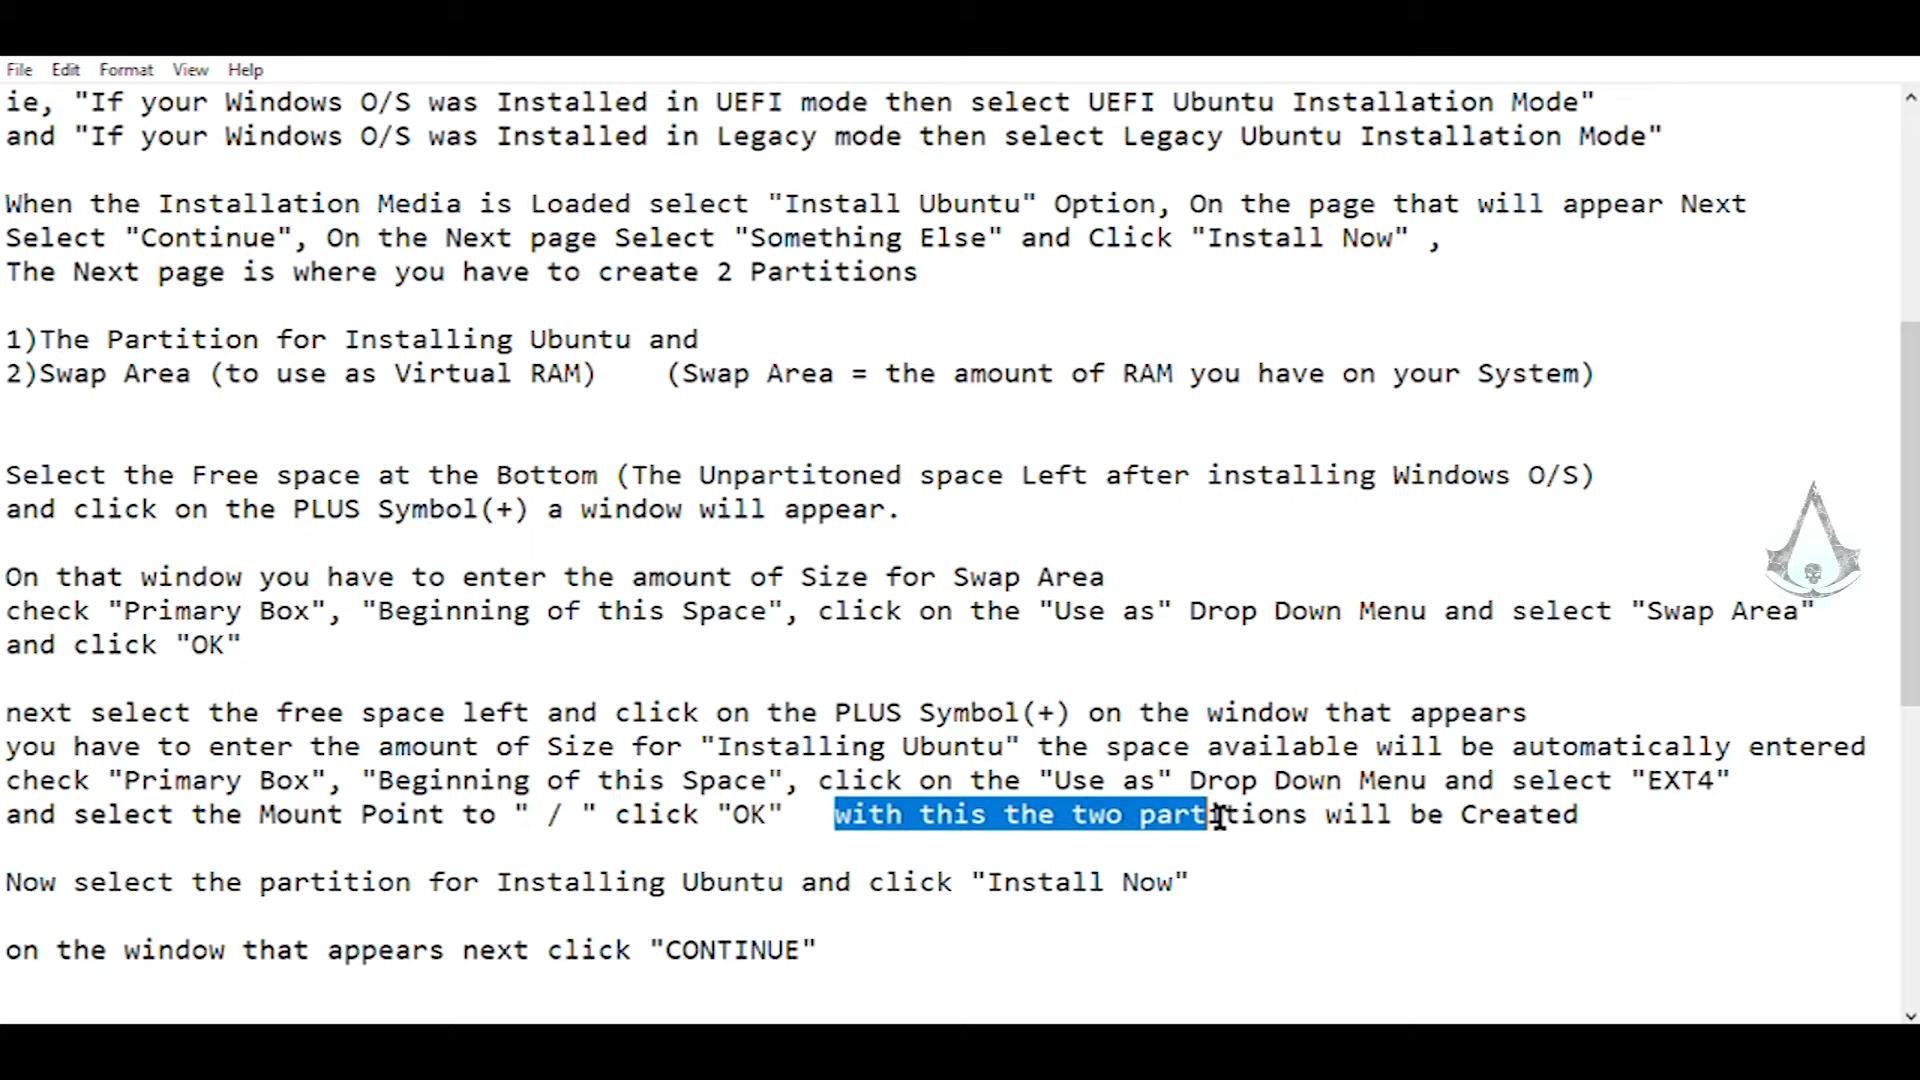 File Edit Format View Help
ie, "If your Windows O/S was Installed in UEFI mode then select UEFI Ubuntu Installation Mode"
and "If your Windows O/S was Installed in Legacy mode then select Legacy Ubuntu Installation Mode"
When the Installation Media is Loaded select "Install Ubuntu" Option, On the page that will appear Next
Select "Continue", On the Next page Select "Something Else" and Click "Install Now" ,
The Next page is where you have to create 2 Partitions
1)The Partition for Installing Ubuntu and
2)Swap Area (to use as Virtual RAM)    (Swap Area = the amount of RAM you have on your System)
Select the Free space at the Bottom (The Unpartitoned space Left after installing Windows O/S)
and click on the PLUS Symbol(+) a window will appear.
On that window you have to enter the amount of Size for Swap Area
check "Primary Box", "Beginning of this Space", click on the "Use as" Drop Down Menu and select "Swap Area"
and click "OK"
next select the free space left and click on the PLUS Symbol(+) on the window that appears
you have to enter the amount of Size for "Installing Ubuntu" the space available will be automatically entered
check "Primary Box", "Beginning of this Space", click on the "Use as" Drop Down Menu and select "EXT4"
and select the Mount Point to " / " click "OK"   with this the two partitions will be Created
Now select the partition for Installing Ubuntu and click "Install Now"
on the window that appears next click "CONTINUE"